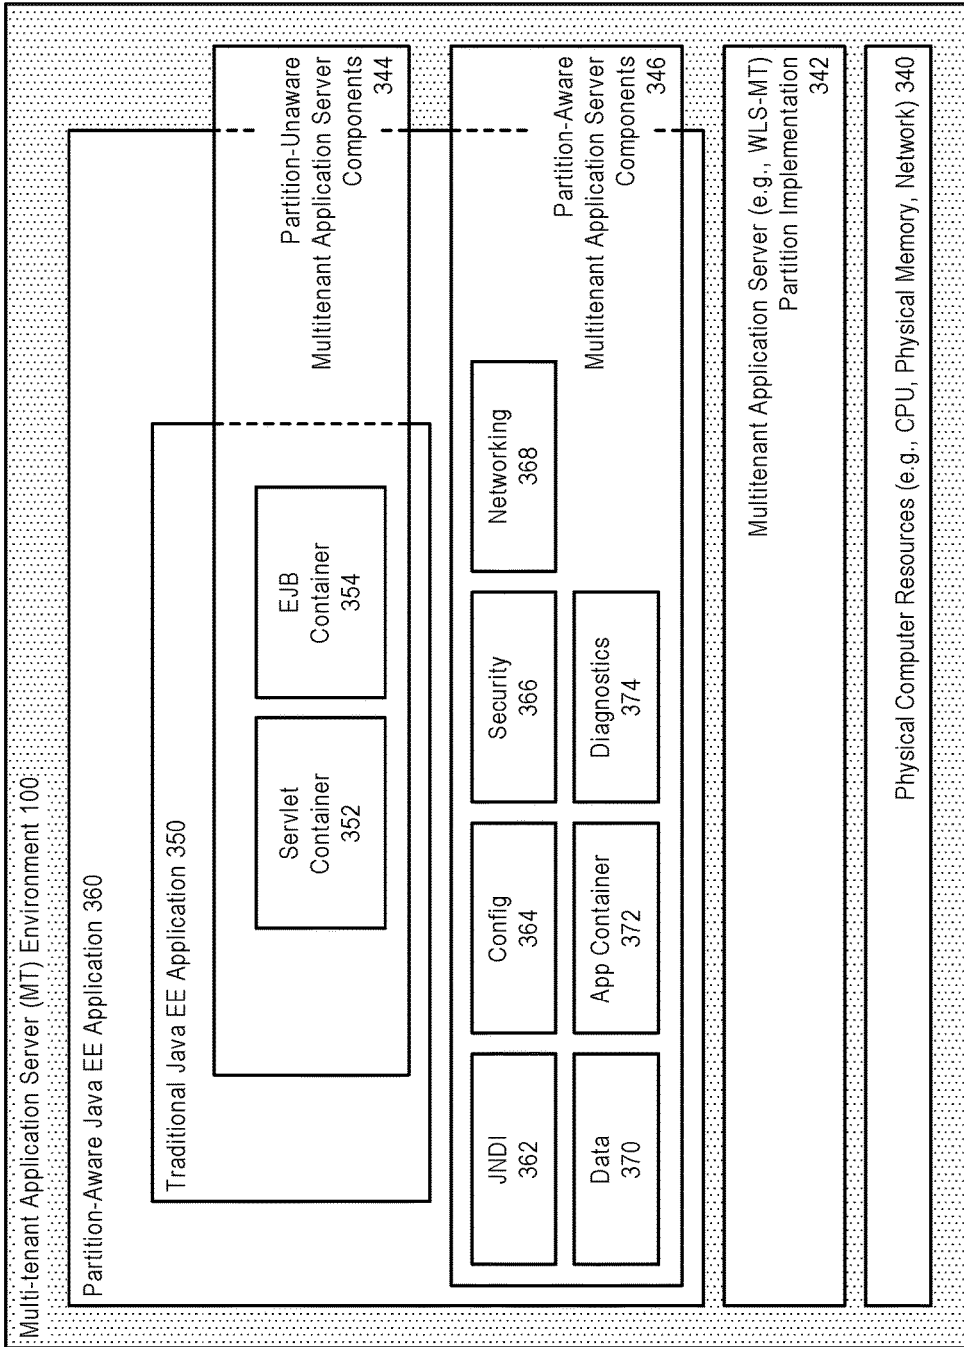 Multi-tenant Application Server (MT) Environment 100
Partition-Aware Java EE Application 360
Traditional Java EE Application 350
Servlet
Container
352
EJB
Container
354
Partition-Unaware
Multitenant Application Server
Components
344
JNDI
362
Config
364
Security
366
Networking
368
Data
370
App Container
372
Diagnostics
374
Partition-Aware
Multitenant Application Server
Components
346
Multitenant Application Server (e.g., WLS-MT)
Partition Implementation
342
Physical Computer Resources (e.g., CPU, Physical Memory, Network) 340